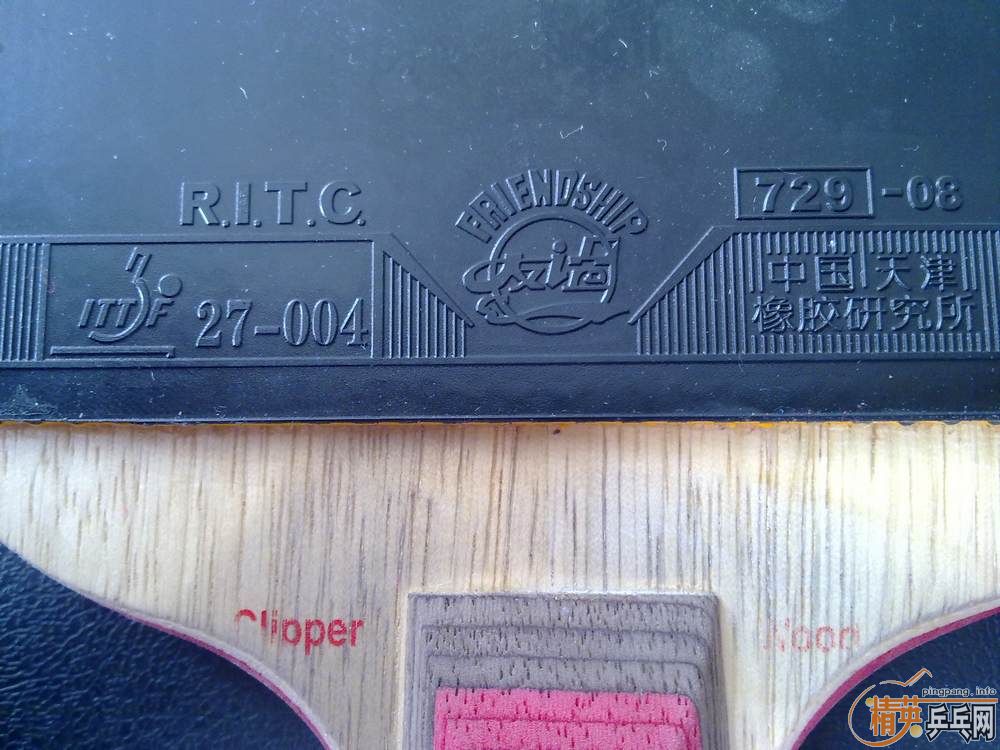 R.I.T.C.
FRIENDSHIP
友谊
729-08
ITTF 27-004
中国天津
橡胶研究所
Clipper Wood
pingpang.info
精英乒乓网